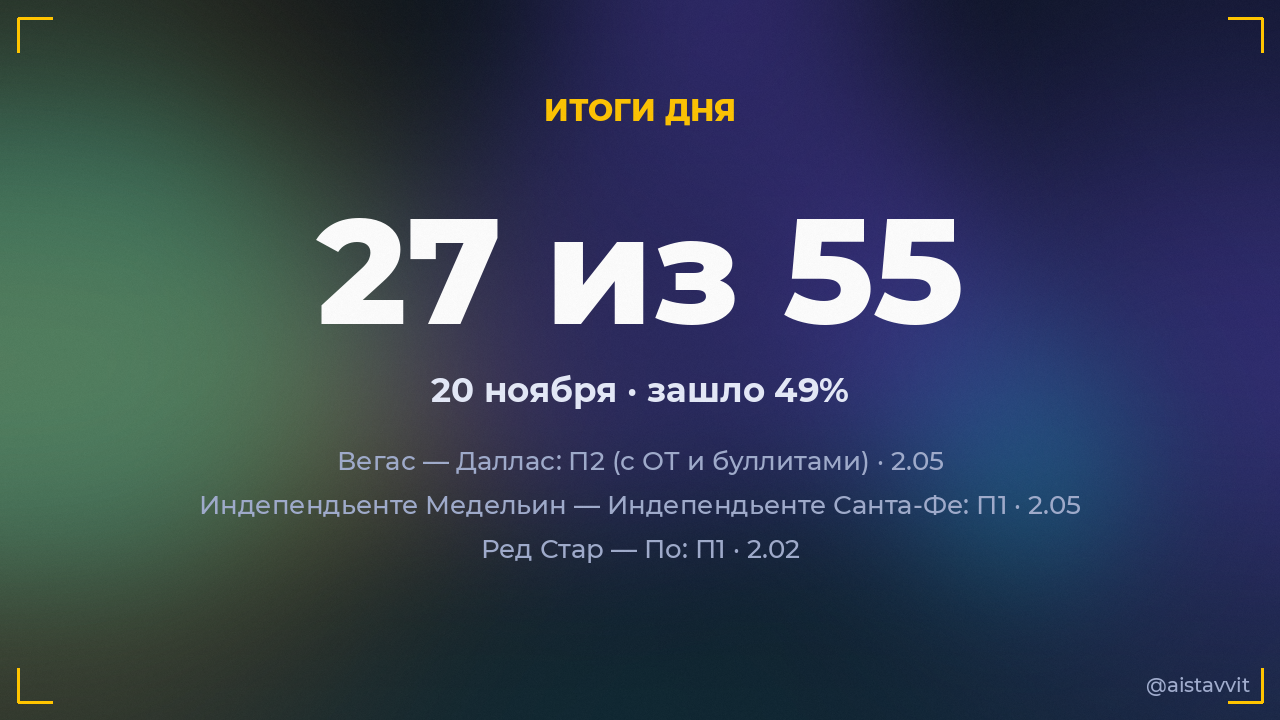 ИТОГИ ДНЯ
27 из 55
20 ноября · зашло 49%
Вегас — Даллас: П2 (с ОТ и буллитами) · 2.05
Индепендьенте Медельин — Индепендьенте Санта-Фе: П1 · 2.05
Ред Стар — По: П1 · 2.02
@aistavvit